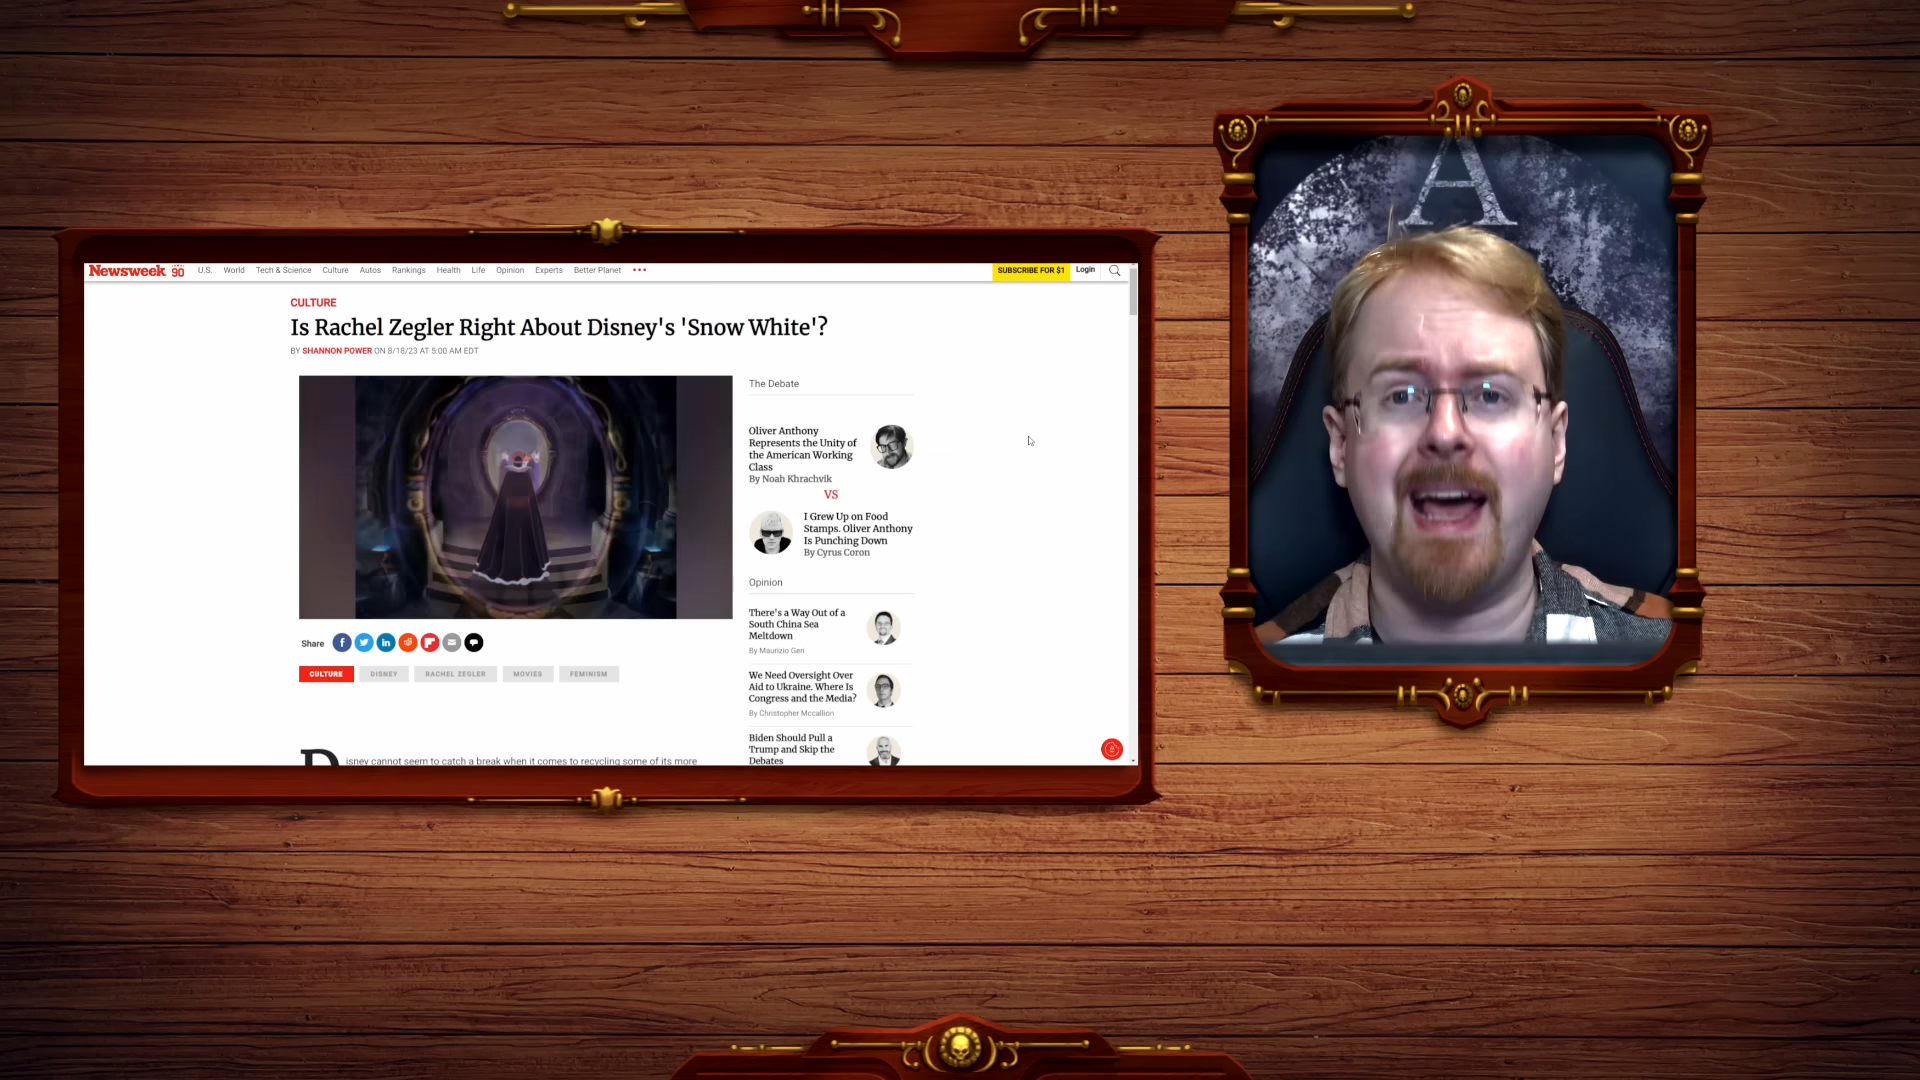 A
Newsweek 90
U.S. World Tech & Science Culture Autos Rankings Health Life Opinion Experts Better Planet
SUBSCRIBE FOR $1 Login
CULTURE
Is Rachel Zegler Right About Disney's 'Snow White'?
BY SHANNON POWER ON 8/18/23 AT 5:00 AM EDT
Share
CULTURE DISNEY RACHEL ZEGLER MOVIES FEMINISM
Disney cannot seem to catch a break when it comes to recycling some of its more
The Debate
Oliver Anthony
Represents the Unity of
the American Working
Class
By Noah Khrachvik
VS
I Grew Up on Food
Stamps. Oliver Anthony
Is Punching Down
By Cyrus Coron
Opinion
There's a Way Out of a
South China Sea
Meltdown
By Maurizio Geri
We Need Oversight Over
Aid to Ukraine. Where Is
Congress and the Media?
By Christopher Mccallion
Biden Should Pull a
Trump and Skip the
Debates